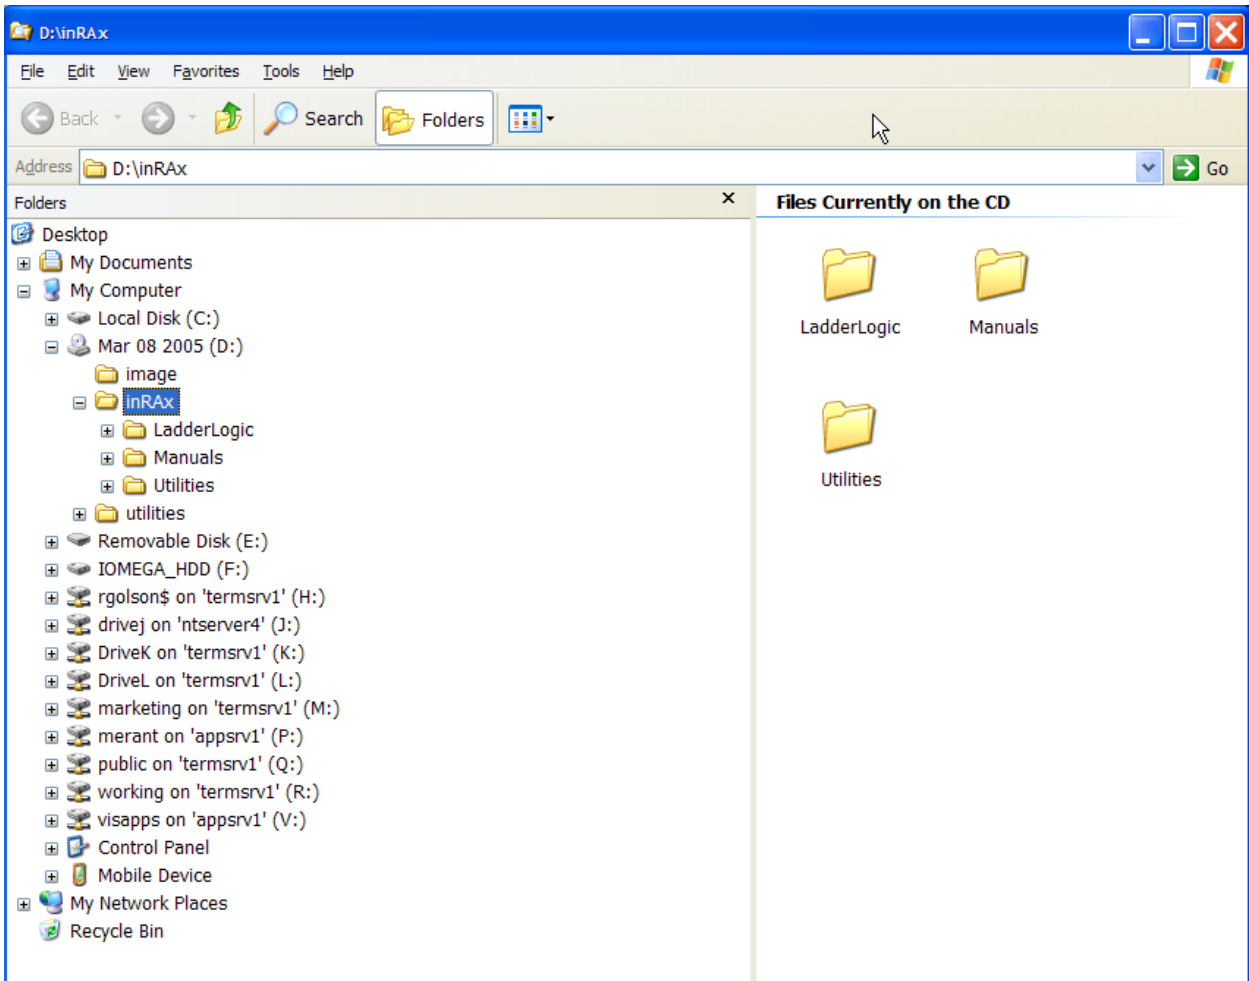 D:\inRAx
File Edit View Favorites Tools Help
Back Search Folders
Address D:\inRAx Go
Folders
Files Currently on the CD
Desktop
My Documents
My Computer
Local Disk (C:)
Mar 08 2005 (D:)
image
inRAx
LadderLogic
Manuals
Utilities
utilities
Removable Disk (E:)
IOMEGA_HDD (F:)
rgolson$ on 'termsrv1' (H:)
drivej on 'ntserver4' (J:)
DriveK on 'termsrv1' (K:)
DriveL on 'termsrv1' (L:)
marketing on 'termsrv1' (M:)
merant on 'appsrv1' (P:)
public on 'termsrv1' (Q:)
working on 'termsrv1' (R:)
visapps on 'appsrv1' (V:)
Control Panel
Mobile Device
My Network Places
Recycle Bin
LadderLogic Manuals
Utilities